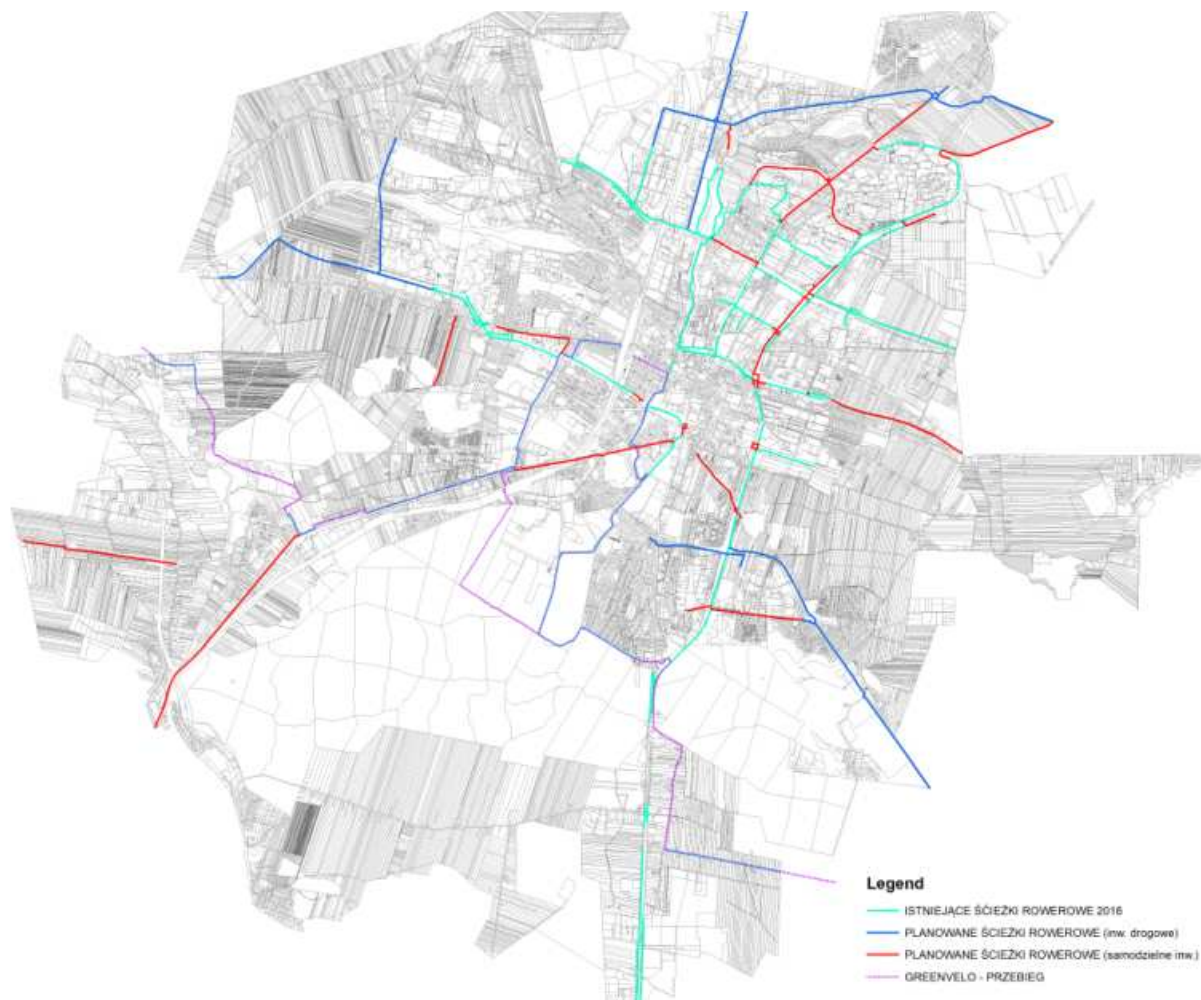 Legend
ISTNIEJĄCE ŚCIEŻKI ROWEROWE 2016
PLANOWANE ŚCIEŻKI ROWEROWE (inw. drogowe)
PLANOWANE ŚCIEŻKI ROWEROWE (samodzielne inw.)
GREENVELO - PRZEBIEG